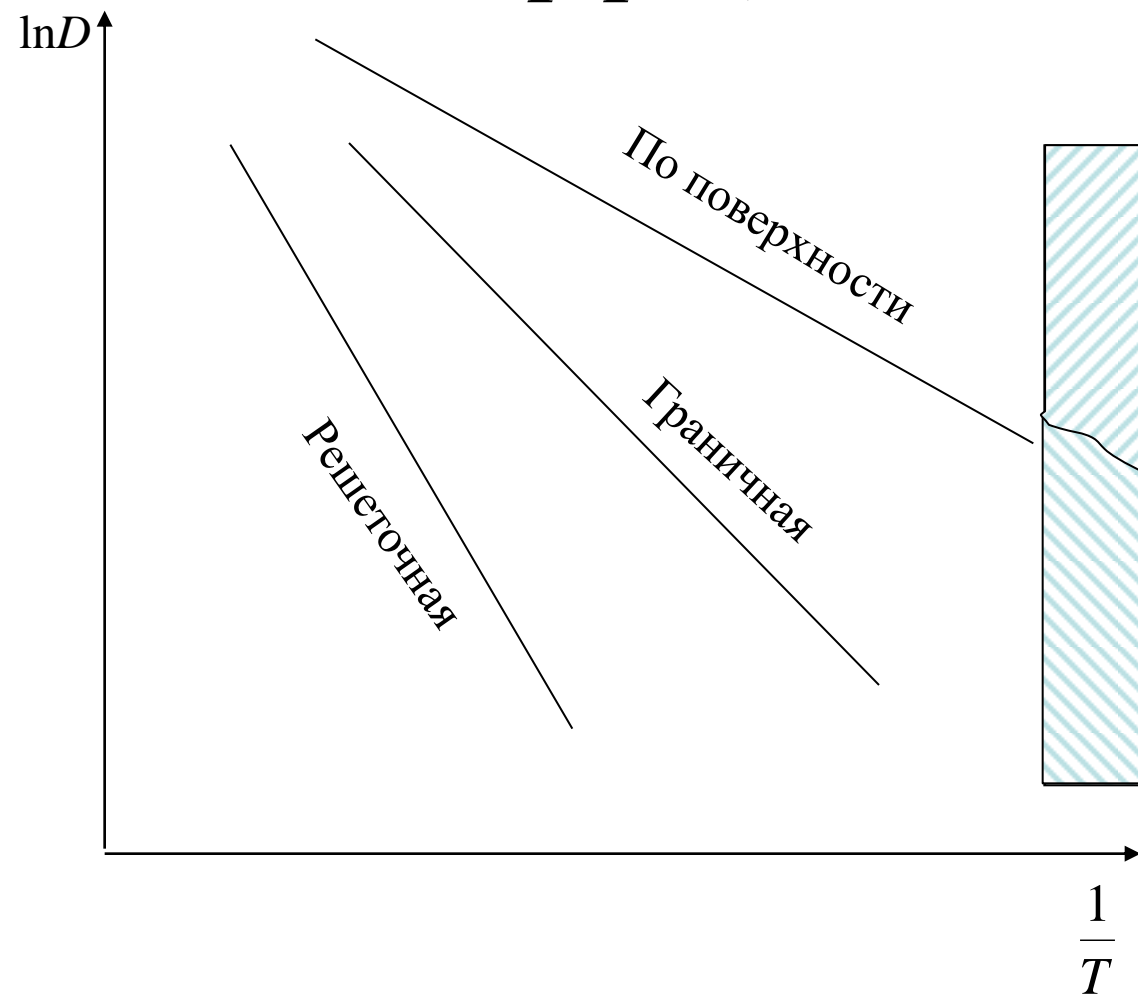 lnD
По поверхности
Граничная
Решеточная
1
T